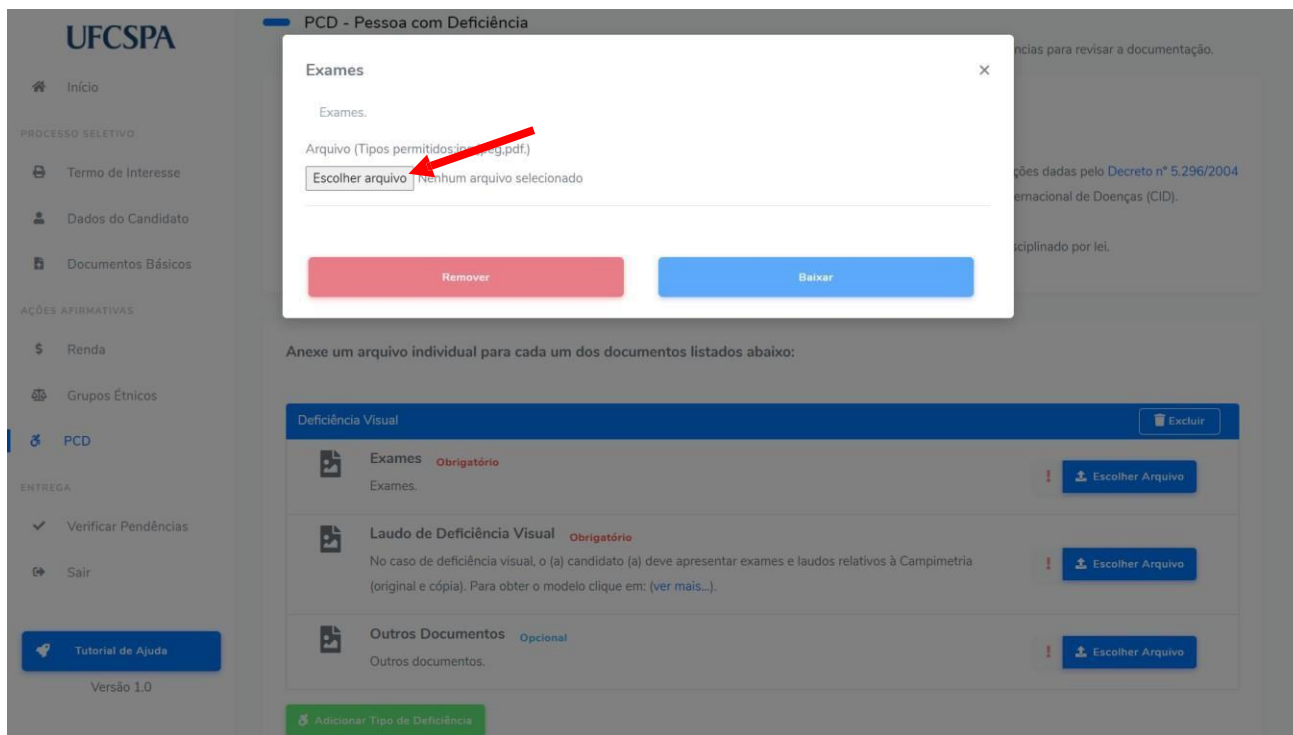 UFCSPA
Início
PROCESSO SELETIVO
Termo de Interesse
Dados do Candidato
Documentos Básicos
AÇÕES AFIRMATIVAS
$ Renda
Grupos Étnicos
PCD
ENTREGA
Verificar Pendências
Sair
Tutorial de Ajuda
Versão 1.0
PCD - Pessoa com Deficiência
para revisar a documentação.
Exames ×
Exames.
Arquivo (Tipos permitidos: ,pdf.)
Escolher arquivo Nenhum arquivo selecionado
dadas pelo Decreto n° 5.296/2004
de Doenças (CID).
por lei.
Remover Baixar
Anexe um arquivo individual para cada um dos documentos listados abaixo:
Deficiência Visual Excluir
Exames Obrigatório
Exames.
! Escolher Arquivo
Laudo de Deficiência Visual Obrigatório
No caso de deficiência visual, o (a) candidato (a) deve apresentar exames e laudos relativos à Campimetria
(original e cópia). Para obter o modelo clique em: (ver mais...).
! Escolher Arquivo
Outros Documentos Opcional
Outros documentos.
! Escolher Arquivo
Adicionar Tipo de Deficiência